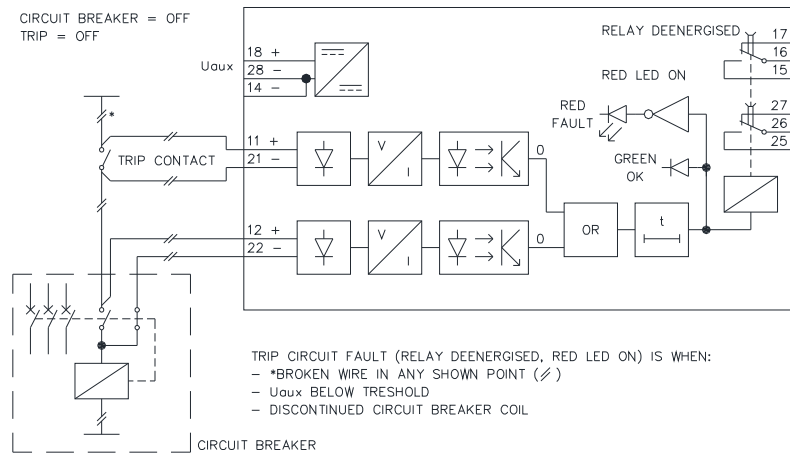 CIRCUIT BREAKER = OFF
TRIP = OFF
RELAY DEENERGISED
17
16
15
Uaux
18 +
28 -
14 -
RED LED ON
RED
FAULT
27
26
25
*
TRIP CONTACT
11 +
21 -
V
I
0
GREEN
OK
12 +
22 -
V
I
0
OR
t
TRIP CIRCUIT FAULT (RELAY DEENERGISED, RED LED ON) IS WHEN:
- *BROKEN WIRE IN ANY SHOWN POINT (//)
- Uaux BELOW TRESHOLD
- DISCONTINUED CIRCUIT BREAKER COIL
CIRCUIT BREAKER